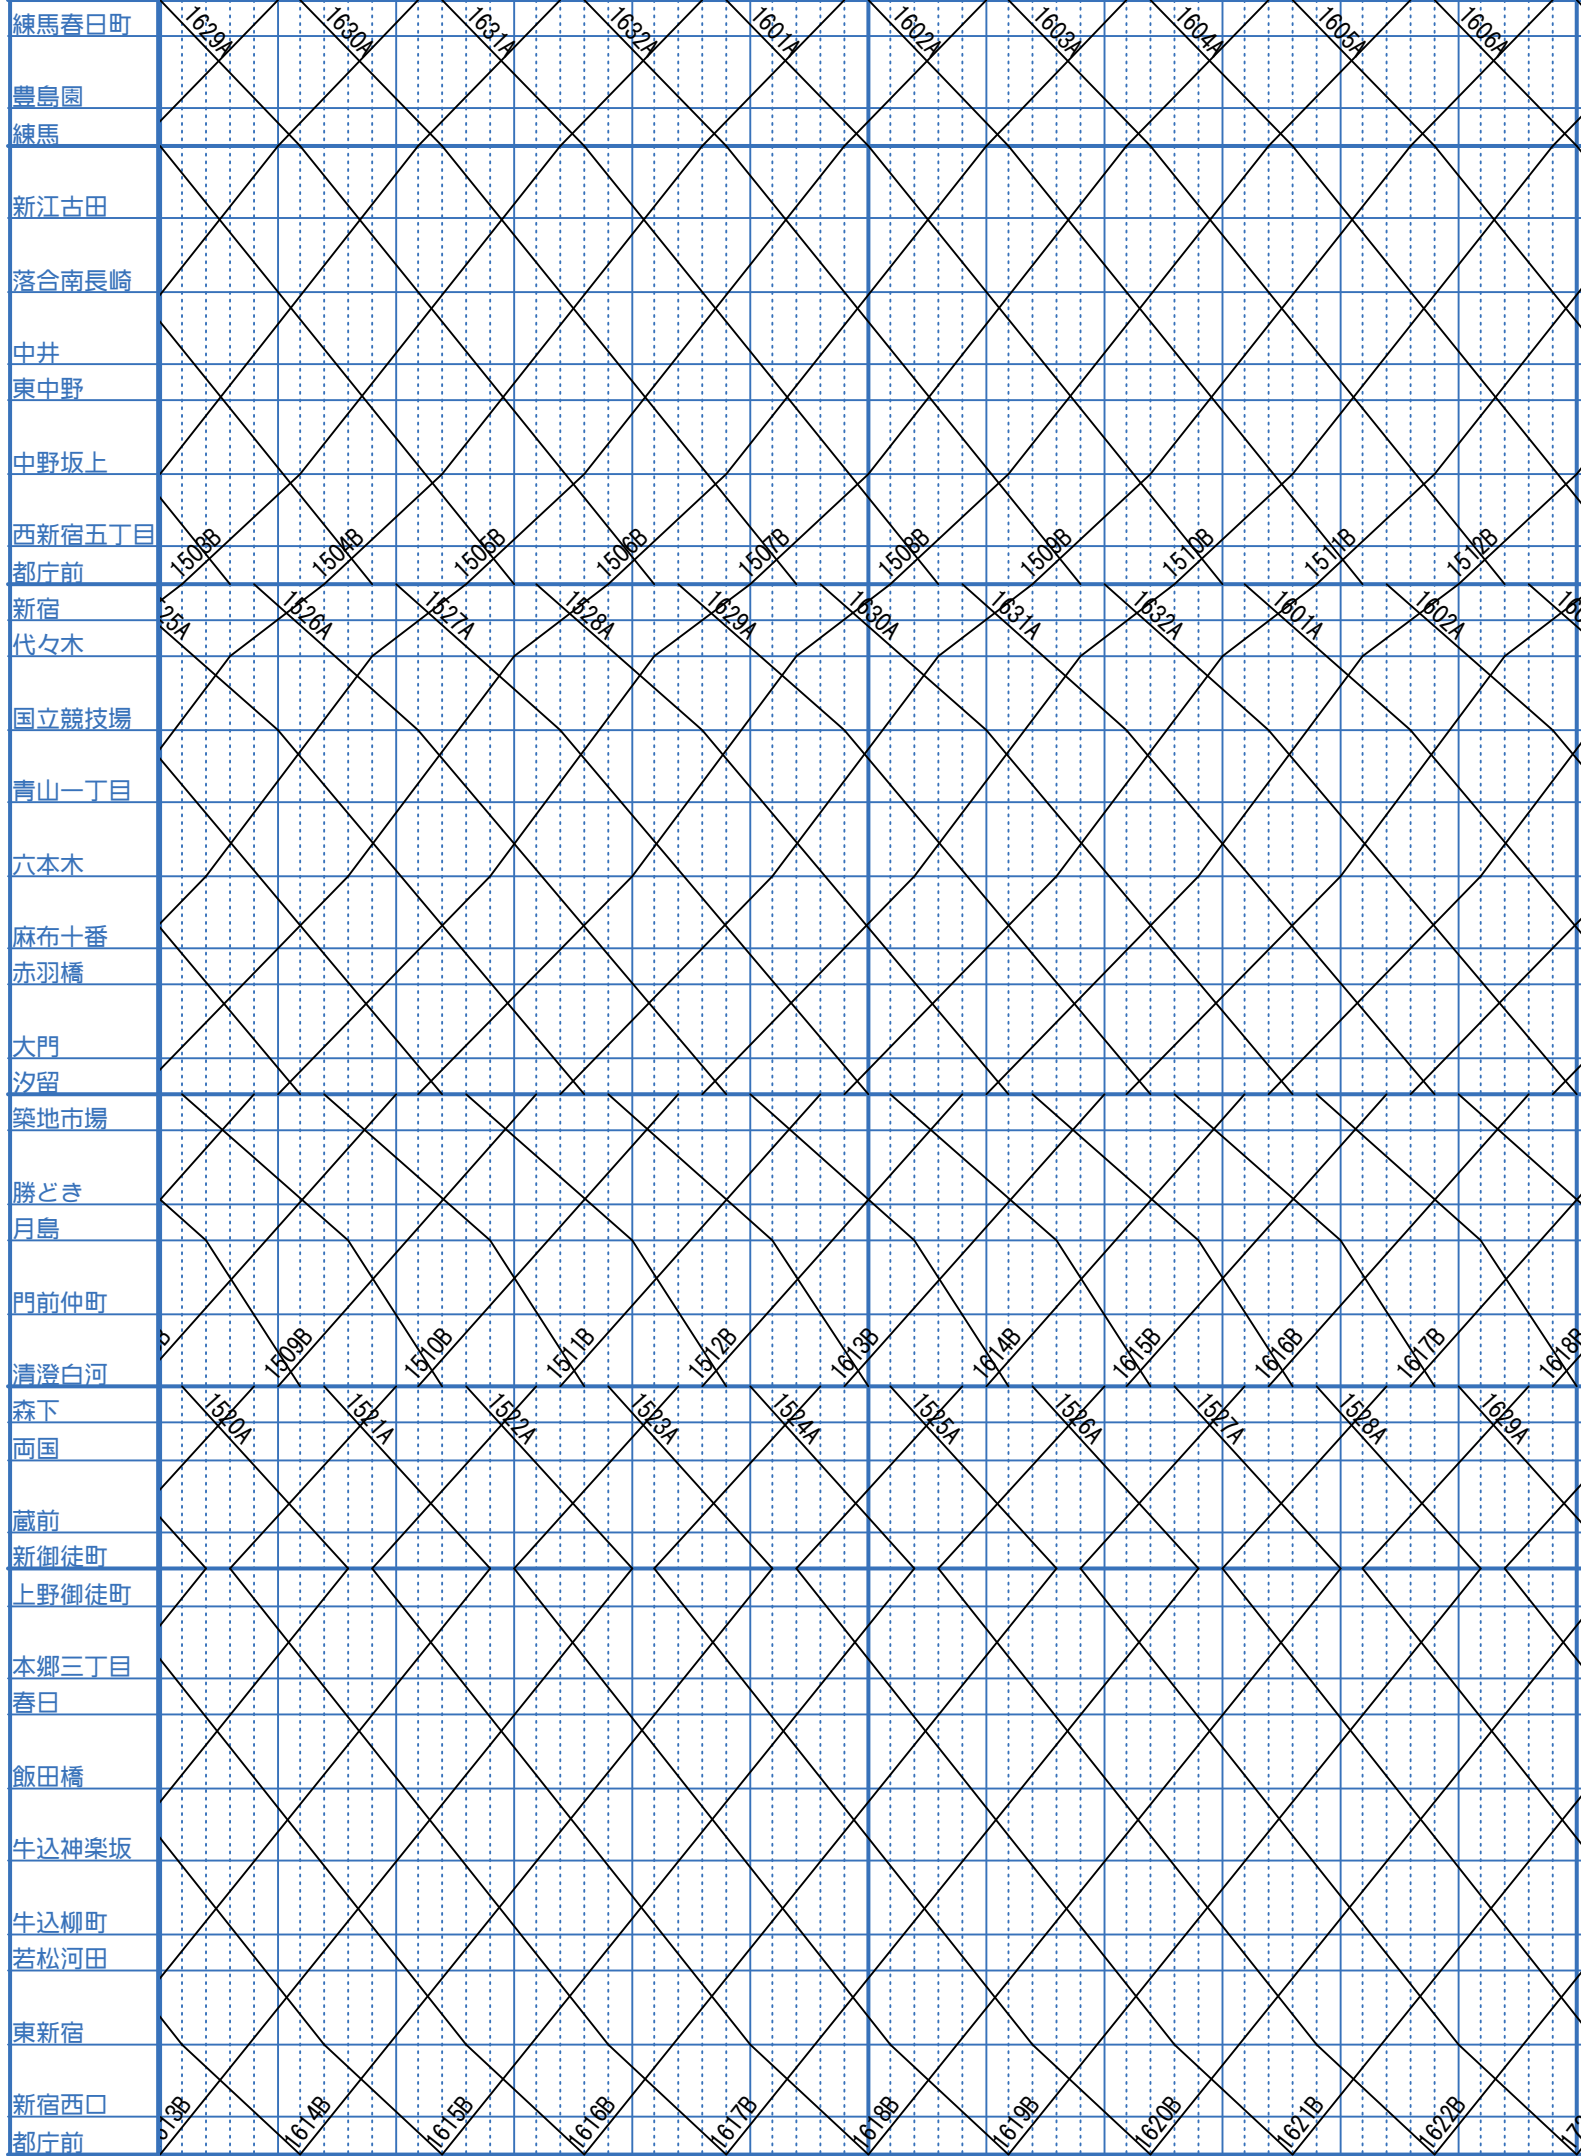 練馬春日町
1629A 1630A 1631A 1632A 1601A 1602A 1603A 1604A 1605A 1606A
豊島園
練馬
新江古田
落合南長崎
中井
東中野
中野坂上
西新宿五丁目
1503B 1504B 1505B 1506B 1507B 1508B 1509B 1510B 1511B 1512B
都庁前
新宿
25A 1526A 1527A 1528A 1629A 1630A 1631A 1632A 1601A 1602A
代々木
国立競技場
青山一丁目
六本木
麻布十番
赤羽橋
大門
汐留
築地市場
勝どき
月島
門前仲町
B 1509B 1510B 1511B 1512B 1613B 1614B 1615B 1616B 1617B 1618B
清澄白河
森下
1520A 1521A 1522A 1523A 1524A 1525A 1526A 1527A 1528A 1629A
両国
蔵前
新御徒町
上野御徒町
本郷三丁目
春日
飯田橋
牛込神楽坂
牛込柳町
若松河田
東新宿
新宿西口
613B 1614B 1615B 1616B 1617B 1618B 1619B 1620B 1621B 1622B
都庁前